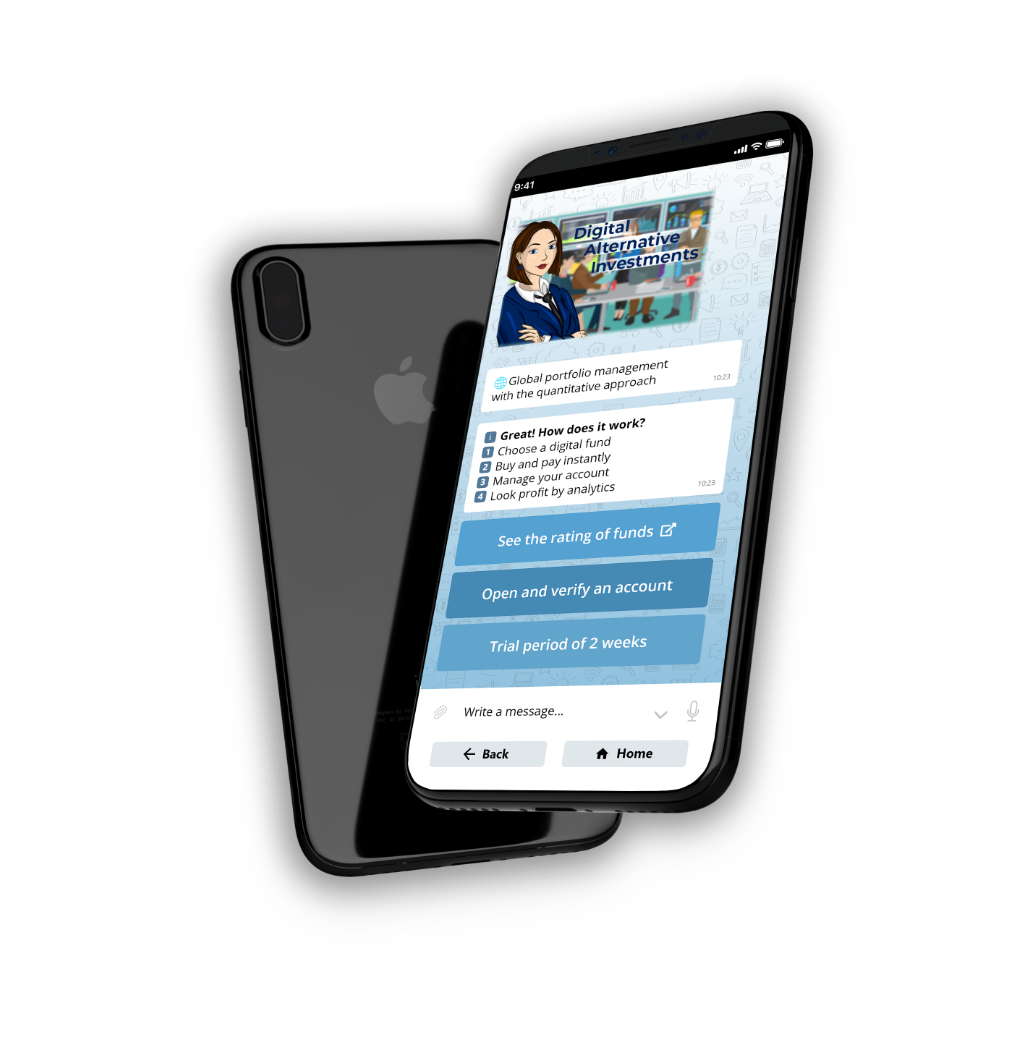 9:41
Digital
Alternative
Investments
Global portfolio management
with the quantitative approach
10:23
Great! How does it work?
1 Choose a digital fund
2 Buy and pay instantly
3 Manage your account
4 Look profit by analytics
10:23
See the rating of funds
Open and verify an account
Trial period of 2 weeks
Write a message...
Back
Home